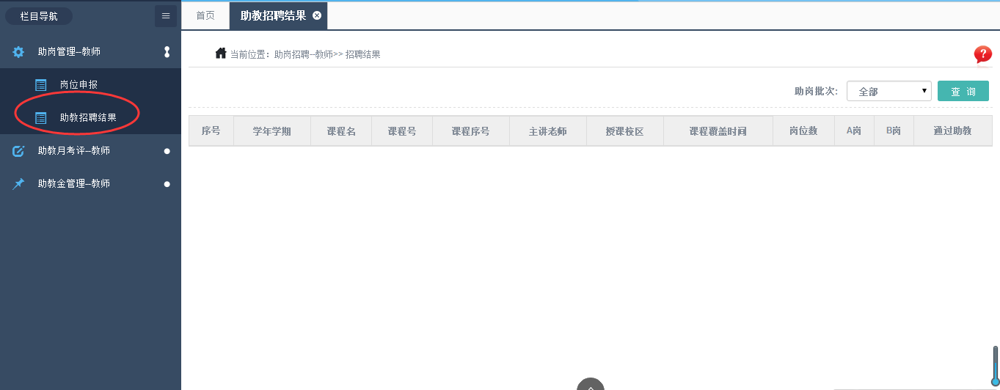 栏目导航
首页
助教招聘结果
助岗管理--教师
岗位申报
助教招聘结果
助教月考评--教师
助教金管理--教师
当前位置：助岗招聘--教师>> 招聘结果
?
助岗批次:
全部
查 询
序号 学年学期 课程名 课程号 课程序号 主讲老师 授课校区 课程覆盖时间 岗位数 A岗 B岗 通过助教